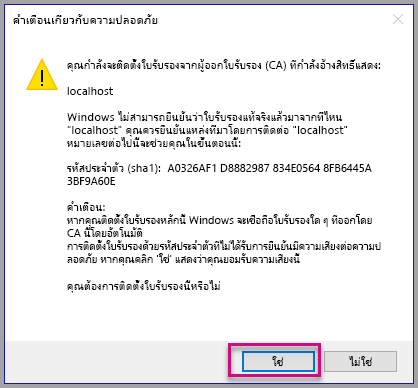 คำเตือนเกี่ยวกับความปลอดภัย
คุณกำลังจะติดตั้งใบรับรองจากผู้ออกใบรับรอง (CA) ที่กำลังอ้างสิทธิ์แสดง:
localhost
Windows ไม่สามารถยืนยันว่าใบรับรองแท้จริงแล้วมาจากที่ไหน
"localhost" คุณควรยืนยันแหล่งที่มาโดยการติดต่อ "localhost"
หมายเลขต่อไปนี้จะช่วยคุณในขั้นตอนนี้:
รหัสประจำตัว (sha1): A0326AF1 D8882987 834E0564 8FB6445A
3BF9A60E
คำเตือน:
หากคุณติดตั้งใบรับรองหลักนี้ Windows จะเชื่อถือใบรับรองใด ๆ ที่ออกโดย
CA นี้โดยอัตโนมัติ
การติดตั้งใบรับรองด้วยรหัสประจำตัวที่ไม่ได้รับการยืนยันมีความเสี่ยงต่อความป
ลอดภัย หากคุณคลิก 'ใช่' แสดงว่าคุณยอมรับความเสี่ยงนี้
คุณต้องการติดตั้งใบรับรองนี้หรือไม่
ใช่
ไม่ใช่